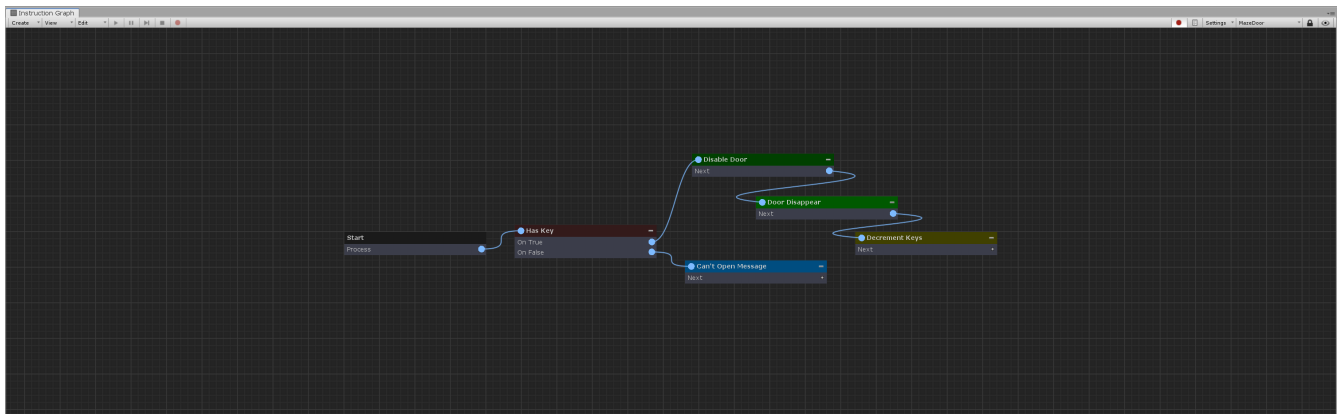 Instruction Graph
Create View Edit Settings MazeDoor
Disable Door
Next
Door Disappear
Next
Has Key
On True
On False
Start
Process
Decrement Keys
Next
Can't Open Message
Next